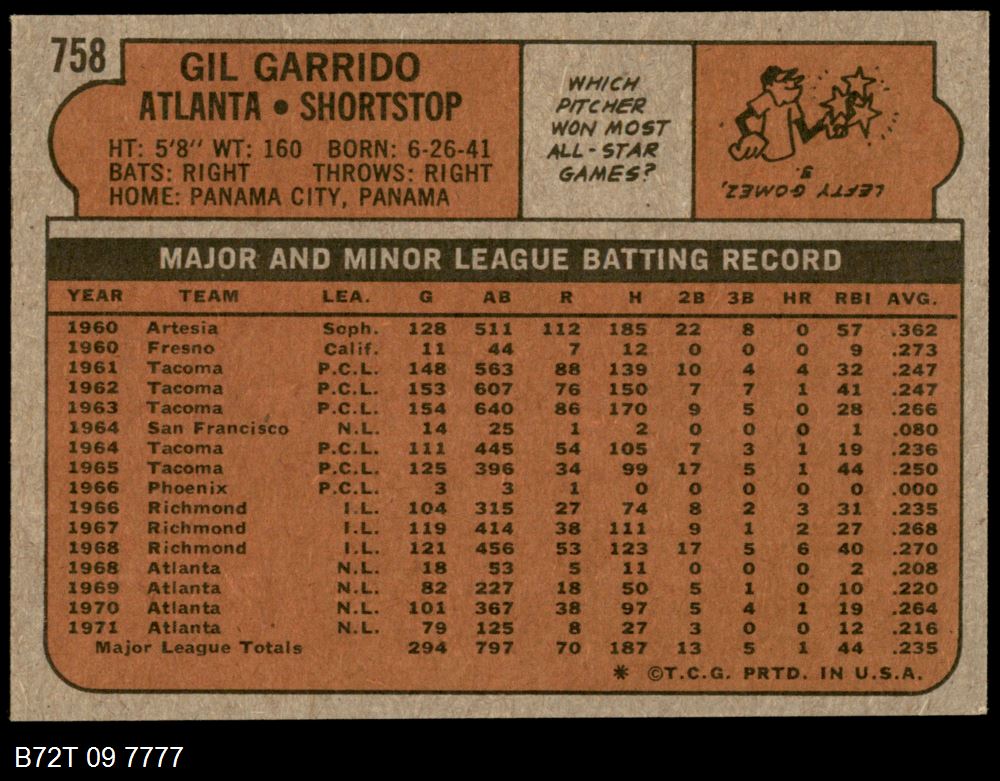 758
GIL GARRIDO
ATLANTA • SHORTSTOP
HT: 5'8" WT: 160 BORN: 6-26-41
BATS: RIGHT THROWS: RIGHT
HOME: PANAMA CITY, PANAMA
WHICH
PITCHER
WON MOST
ALL-STAR
GAMES?
LEFTY GOMEZ,
3.
MAJOR AND MINOR LEAGUE BATTING RECORD
YEAR TEAM LEA. G AB R H 2B 3B HR RBI AVG.
1960 Artesia Soph. 128 511 112 185 22 8 0 57 .362
1960 Fresno Calif. 11 44 7 12 0 0 0 9 .273
1961 Tacoma P.C.L. 148 563 88 139 10 4 4 32 .247
1962 Tacoma P.C.L. 153 607 76 150 7 7 1 41 .247
1963 Tacoma P.C.L. 154 640 86 170 9 5 0 28 .266
1964 San Francisco N.L. 14 25 1 2 0 0 0 1 .080
1964 Tacoma P.C.L. 111 445 54 105 7 3 1 19 .236
1965 Tacoma P.C.L. 125 396 34 99 17 5 1 44 .250
1966 Phoenix P.C.L. 3 3 1 0 0 0 0 0 .000
1966 Richmond I.L. 104 315 27 74 8 2 3 31 .235
1967 Richmond I.L. 119 414 38 111 9 1 2 27 .268
1968 Richmond I.L. 121 456 53 123 17 5 6 40 .270
1968 Atlanta N.L. 18 53 5 11 0 0 0 2 .208
1969 Atlanta N.L. 82 227 18 50 5 1 0 10 .220
1970 Atlanta N.L. 101 367 38 97 5 4 1 19 .264
1971 Atlanta N.L. 79 125 8 27 3 0 0 12 .216
Major League Totals 294 797 70 187 13 5 1 44 .235
* ©T.C.G. PRTD. IN U.S.A.
B72T 09 7777